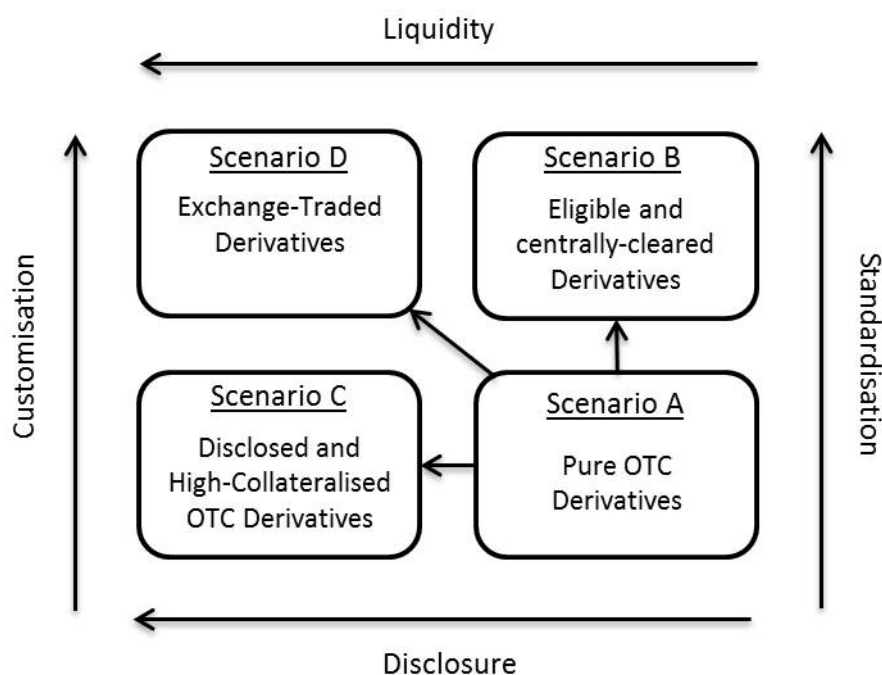 Liquidity
Scenario D
Exchange-Traded
Derivatives
Scenario B
Eligible and
centrally-cleared
Derivatives
Customisation
Standardisation
Scenario C
Disclosed and
High-Collateralised
OTC Derivatives
Scenario A
Pure OTC
Derivatives
Disclosure